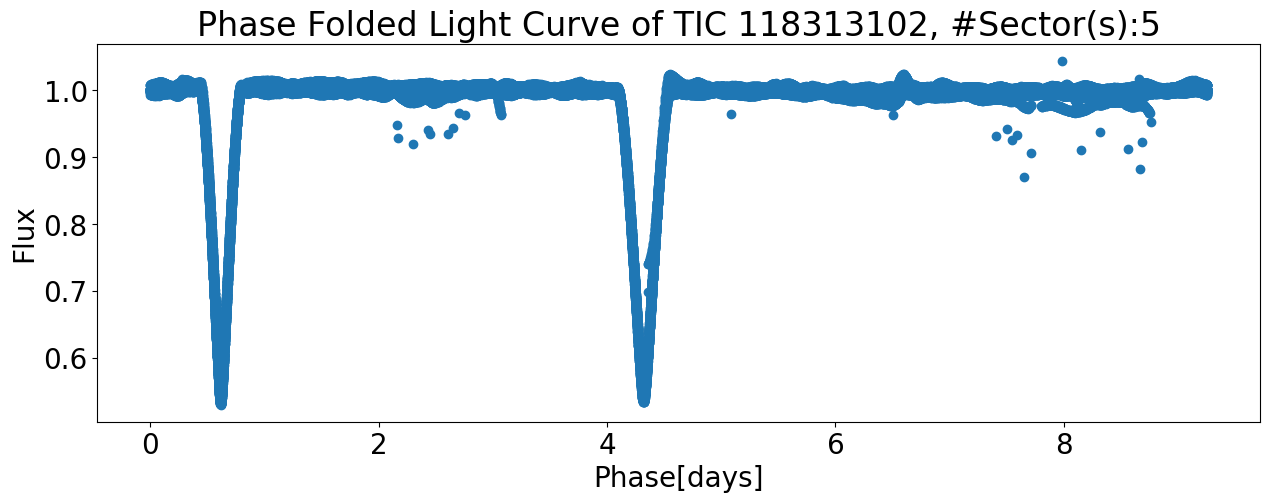 Phase Folded Light Curve of TIC 118313102, #Sector(s):5
1.0
0.9
0.8
0.7
0.6
Flux
0 2 4 6 8
Phase[days]